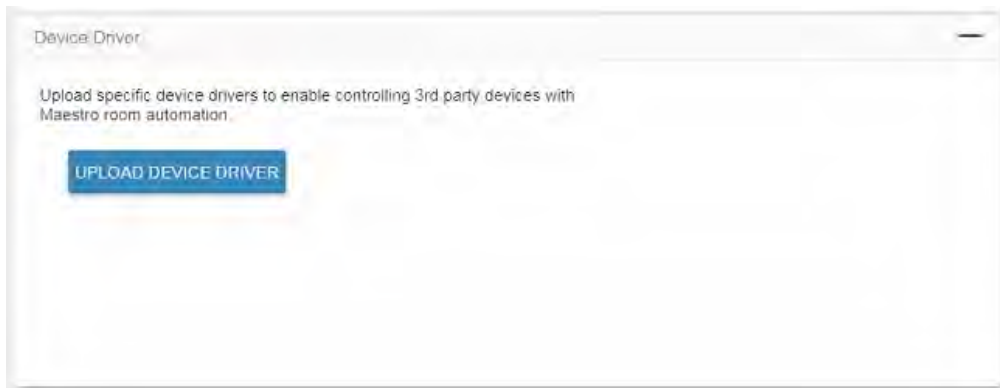 Device Driver
Upload specific device drivers to enable controlling 3rd party devices with
Maestro room automation
UPLOAD DEVICE DRIVER